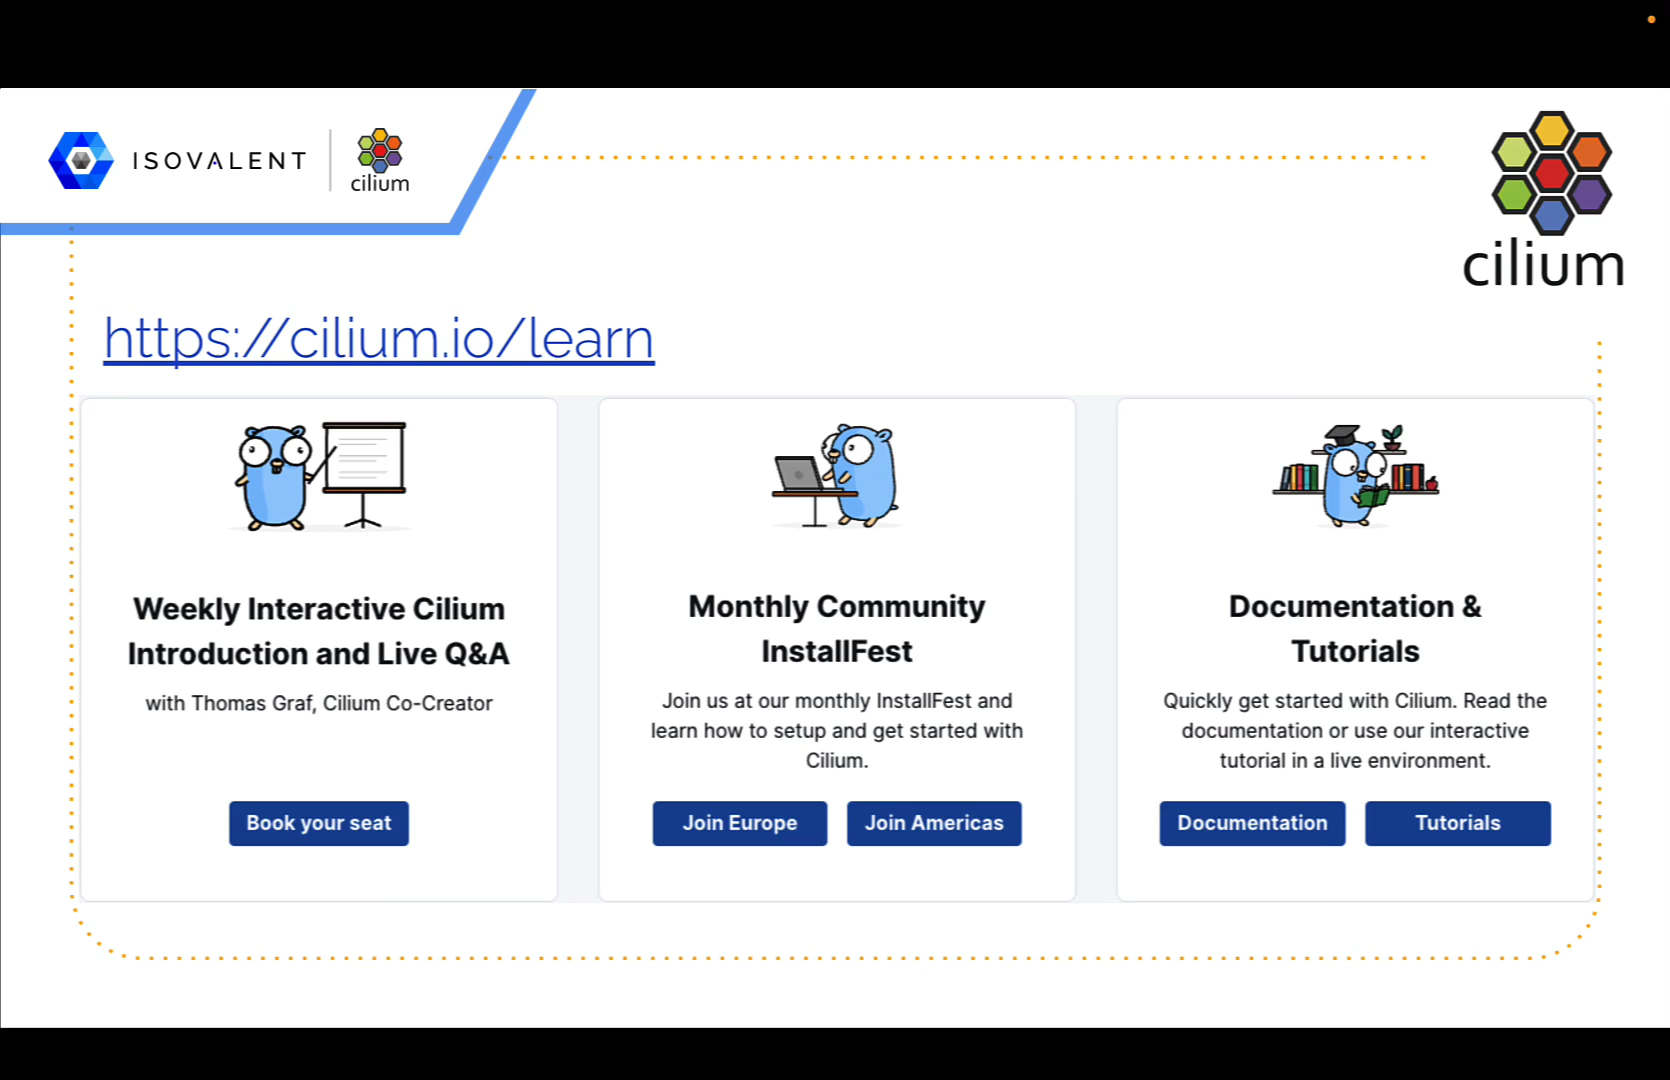 ISOVALENT
cilium
cilium
https://cilium.io/learn
Weekly Interactive Cilium
Introduction and Live Q&A
with Thomas Graf, Cilium Co-Creator
Book your seat
Monthly Community
InstallFest
Join us at our monthly InstallFest and
learn how to setup and get started with
Cilium.
Join Europe
Join Americas
Documentation &
Tutorials
Quickly get started with Cilium. Read the
documentation or use our interactive
tutorial in a live environment.
Documentation
Tutorials